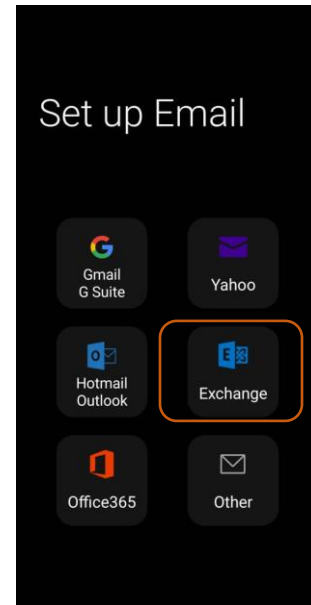 Set up Email
Gmail
G Suite
Yahoo
Hotmail
Outlook
Exchange
Office365
Other